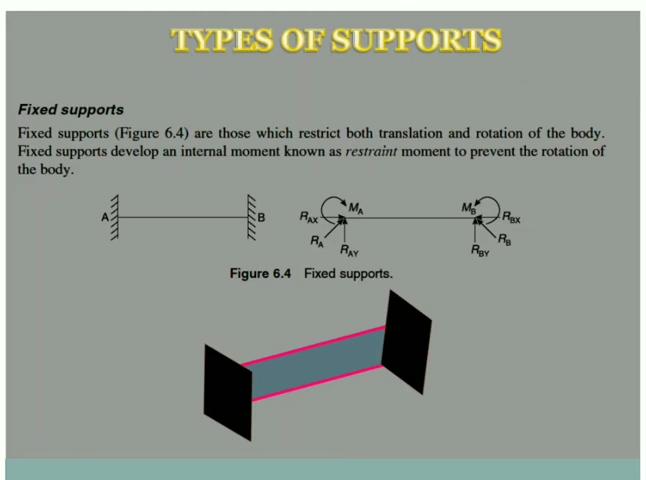 TYPES OF SUPPORTS
Fixed supports
Fixed supports (Figure 6.4) are those which restrict both translation and rotation of the body.
Fixed supports develop an internal moment known as restraint moment to prevent the rotation of
the body.
A B RAX MA MB RBX
RA RAY RBY RB
Figure 6.4 Fixed supports.